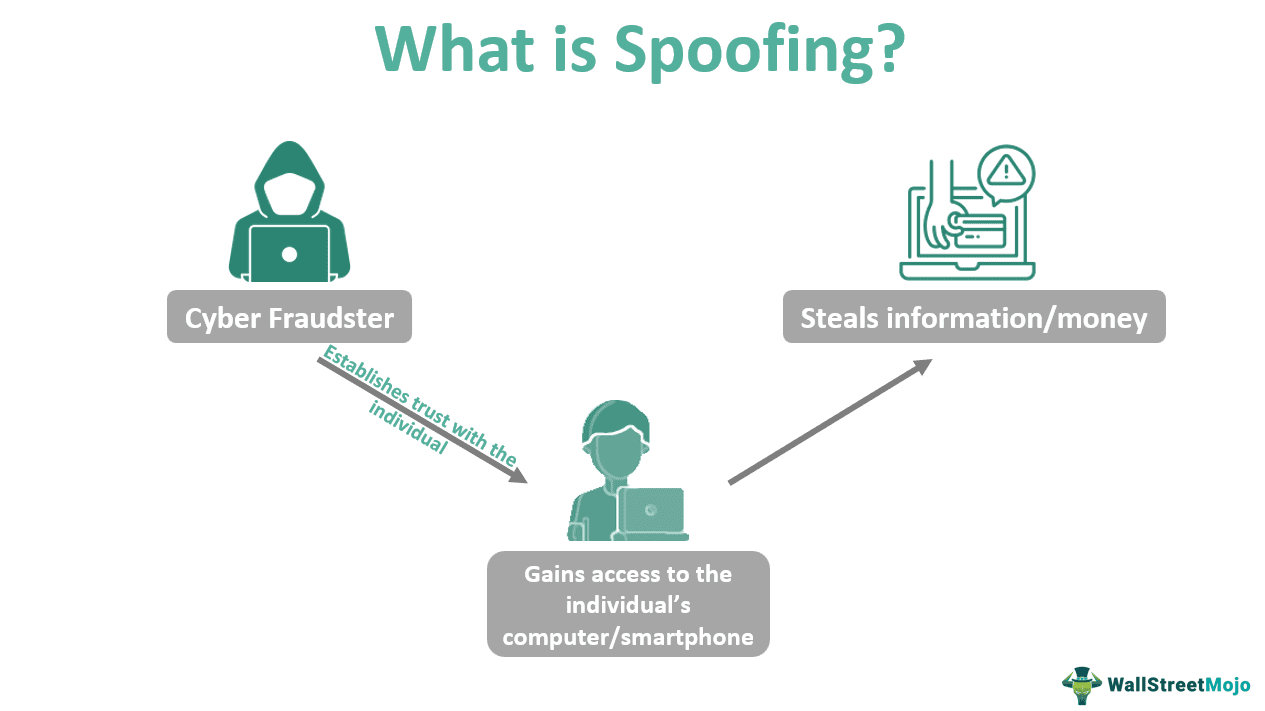 What is Spoofing?
Cyber Fraudster
Steals information/money
Establishes trust with the
individual
Gains access to the
individual’s
computer/smartphone
WallStreetMojo